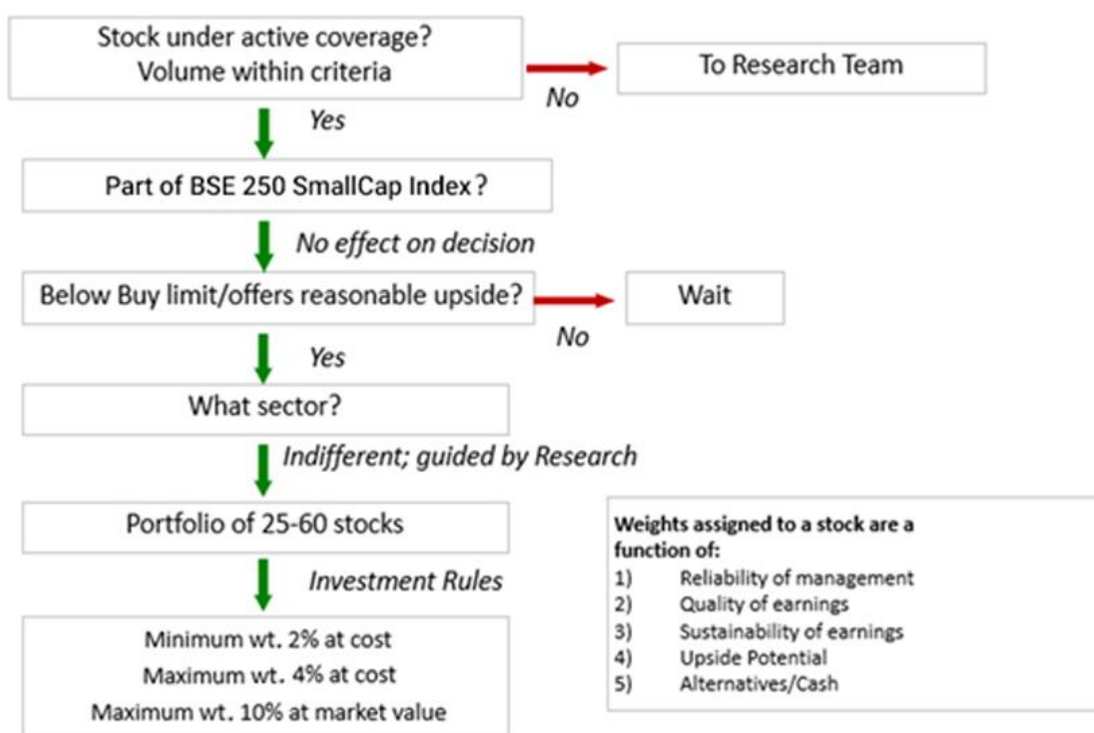 Stock under active coverage?
Volume within criteria
To Research Team
No
Yes
Part of BSE 250 SmallCap Index?
No effect on decision
Below Buy limit/offers reasonable upside?
Wait
No
Yes
What sector?
Indifferent; guided by Research
Portfolio of 25-60 stocks
Investment Rules
Minimum wt. 2% at cost
Maximum wt. 4% at cost
Maximum wt. 10% at market value
Weights assigned to a stock are a
function of:
1) Reliability of management
2) Quality of earnings
3) Sustainability of earnings
4) Upside Potential
5) Alternatives/Cash